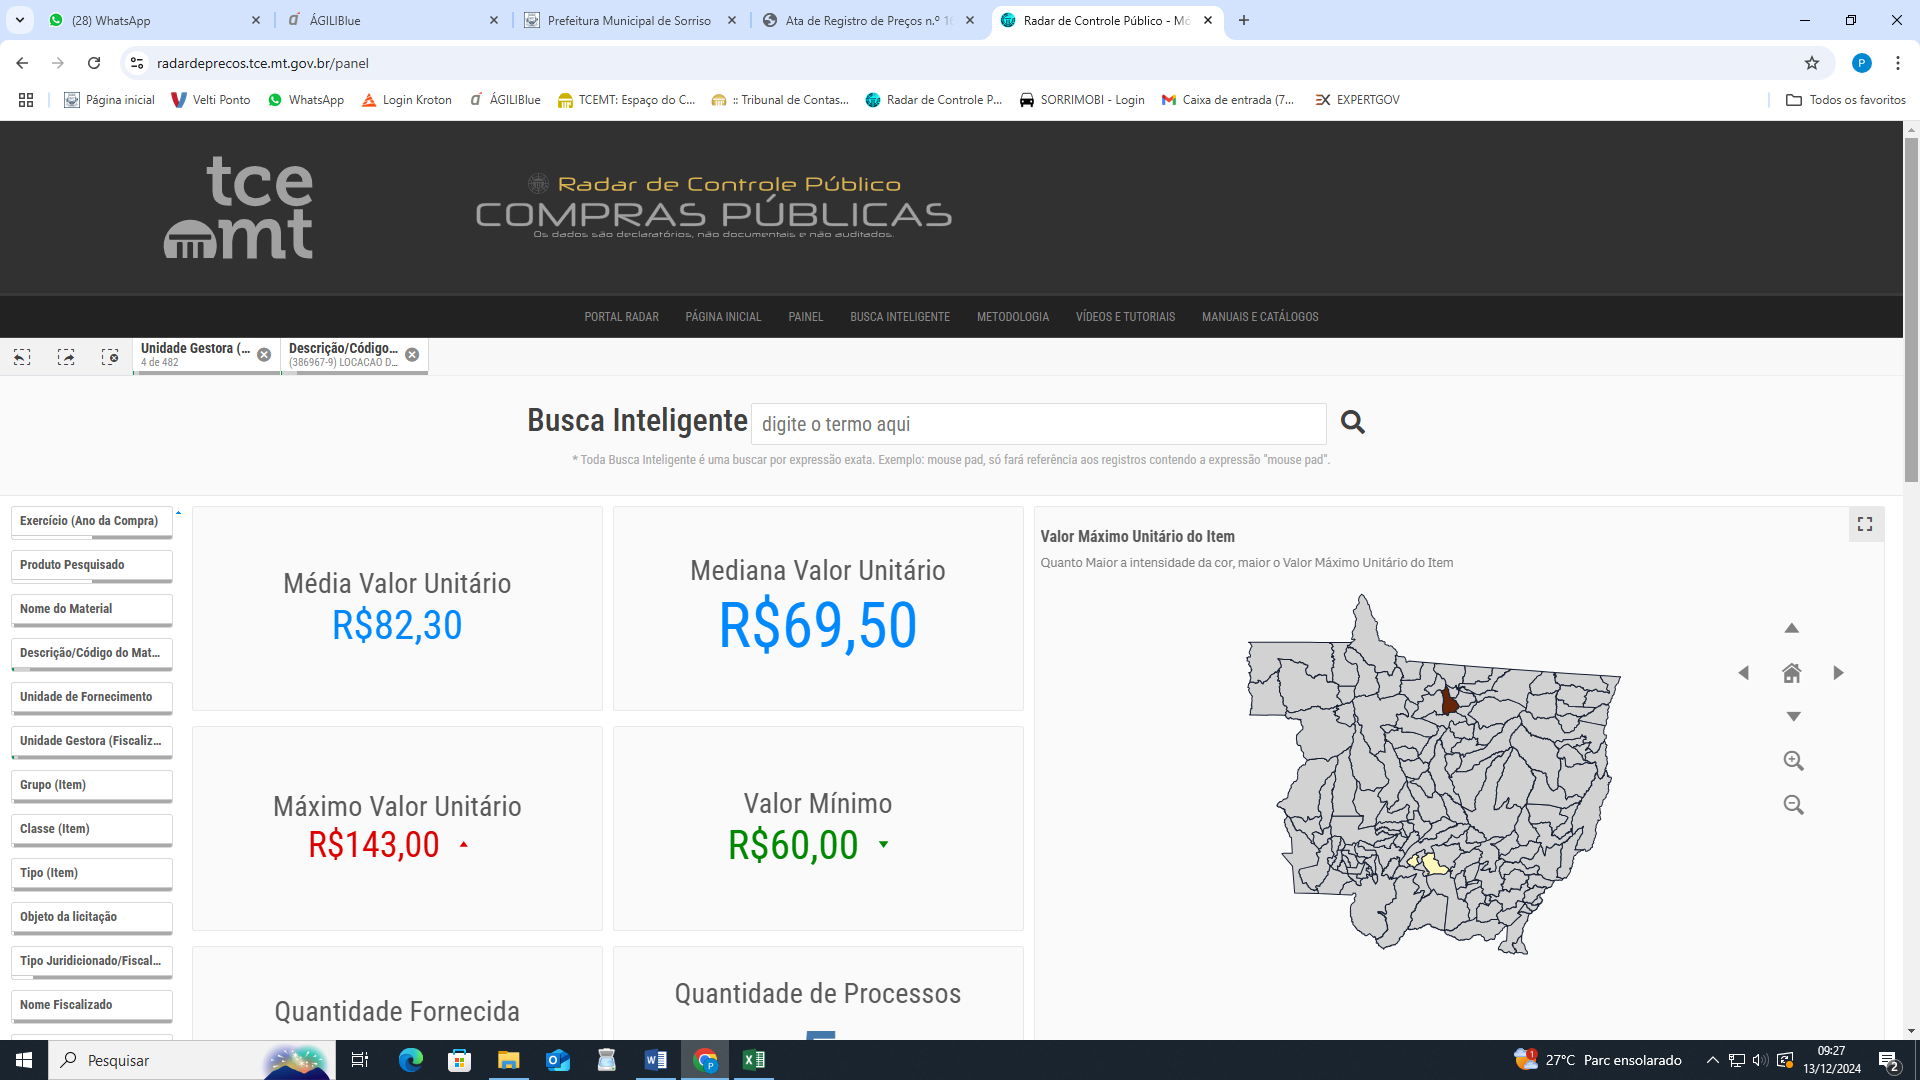 (28) WhatsApp
ÁGILIBlue
Prefeitura Municipal de Sorriso
Ata de Registro de Preços n.º 1
Radar de Controle Público - Mó
radardeprecos.tce.mt.gov.br/panel
P
Página inicial
Velti Ponto
WhatsApp
Login Kroton
ÁGILIBlue
TCEMT: Espaço do C...
:: Tribunal de Contas...
Radar de Controle P...
SORRIMOBI - Login
Caixa de entrada (7...
EXPERTGOV
Todos os favoritos
tce
mt
Radar de Controle Público
COMPRAS PÚBLICAS
Os dados são declaratórios, não documentais e não auditados.
PORTAL RADAR
PÁGINA INICIAL
PAINEL
BUSCA INTELIGENTE
METODOLOGIA
VÍDEOS E TUTORIAIS
MANUAIS E CATÁLOGOS
Unidade Gestora (...
4 de 482
Descrição/Código...
(386967-9) LOCACAO D...
Busca Inteligente
digite o termo aqui
* Toda Busca Inteligente é uma buscar por expressão exata. Exemplo: mouse pad, só fará referência aos registros contendo a expressão "mouse pad".
Exercício (Ano da Compra)
Produto Pesquisado
Nome do Material
Descrição/Código do Mat...
Unidade de Fornecimento
Unidade Gestora (Fiscaliz...
Grupo (Item)
Classe (Item)
Tipo (Item)
Objeto da licitação
Tipo Juridicionado/Fiscal...
Nome Fiscalizado
Média Valor Unitário
R$82,30
Mediana Valor Unitário
R$69,50
Máximo Valor Unitário
R$143,00
Valor Mínimo
R$60,00
Quantidade Fornecida
Quantidade de Processos
Valor Máximo Unitário do Item
Quanto Maior a intensidade da cor, maior o Valor Máximo Unitário do Item
Pesquisar
27°C Parc ensolarado
09:27
13/12/2024
2